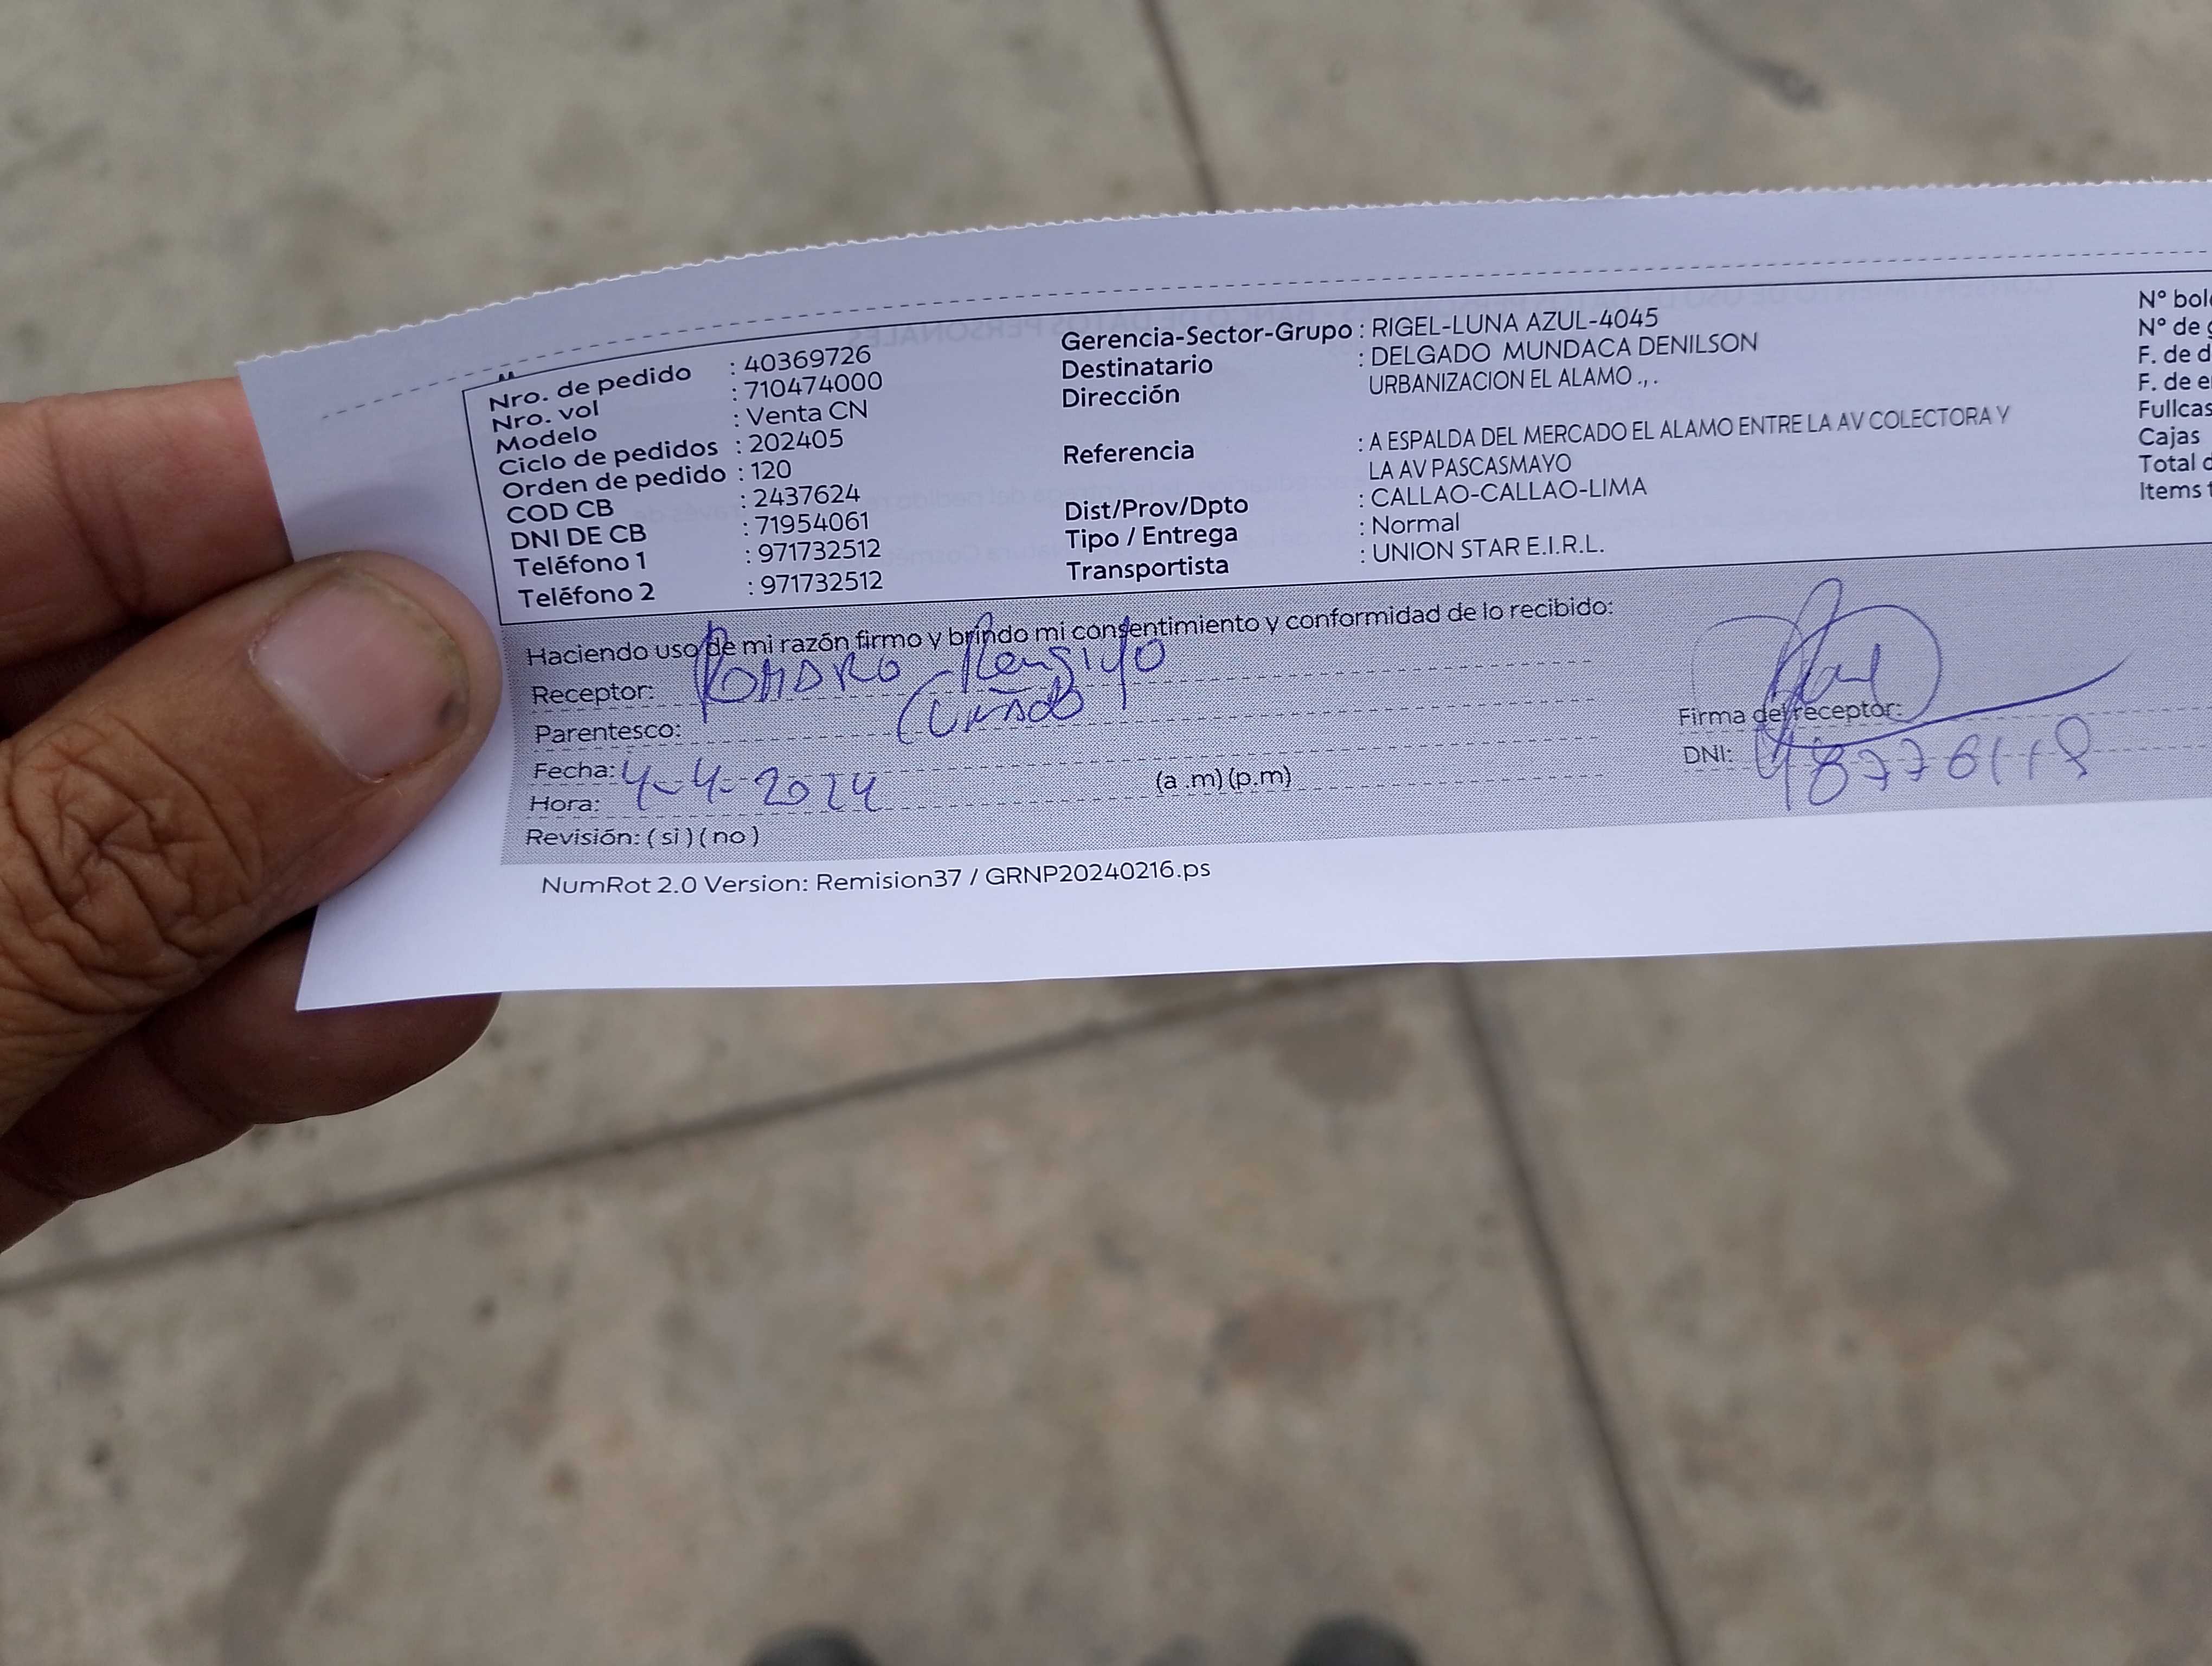 Nro. de pedido : 40369726
Nro. vol : 710474000
Modelo : Venta CN
Ciclo de pedidos : 202405
Orden de pedido : 120
COD CB : 2437624
DNI DE CB : 71954061
Teléfono 1 : 971732512
Teléfono 2 : 971732512
Gerencia-Sector-Grupo : RIGEL-LUNA AZUL-4045
Destinatario : DELGADO MUNDACA DENILSON
Dirección URBANIZACION EL ALAMO .,.
Referencia : A ESPALDA DEL MERCADO EL ALAMO ENTRE LA AV COLECTORA Y
LA AV PASCASMAYO
Dist/Prov/Dpto : CALLAO-CALLAO-LIMA
Tipo / Entrega : Normal
Transportista : UNION STAR E.I.R.L.
N° bol
N° de g
F. de d
F. de e
Fullcas
Cajas
Total d
Items t
Haciendo uso de mi razón firmo y brindo mi consentimiento y conformidad de lo recibido:
Receptor: Rengifo
Parentesco: (Cuñado
Fecha: 4-4-2024
Hora: (a .m) (p.m)
Revisión: ( si ) ( no )
Firma del receptor:
DNI: 48776118
NumRot 2.0 Version: Remision37 / GRNP20240216.ps